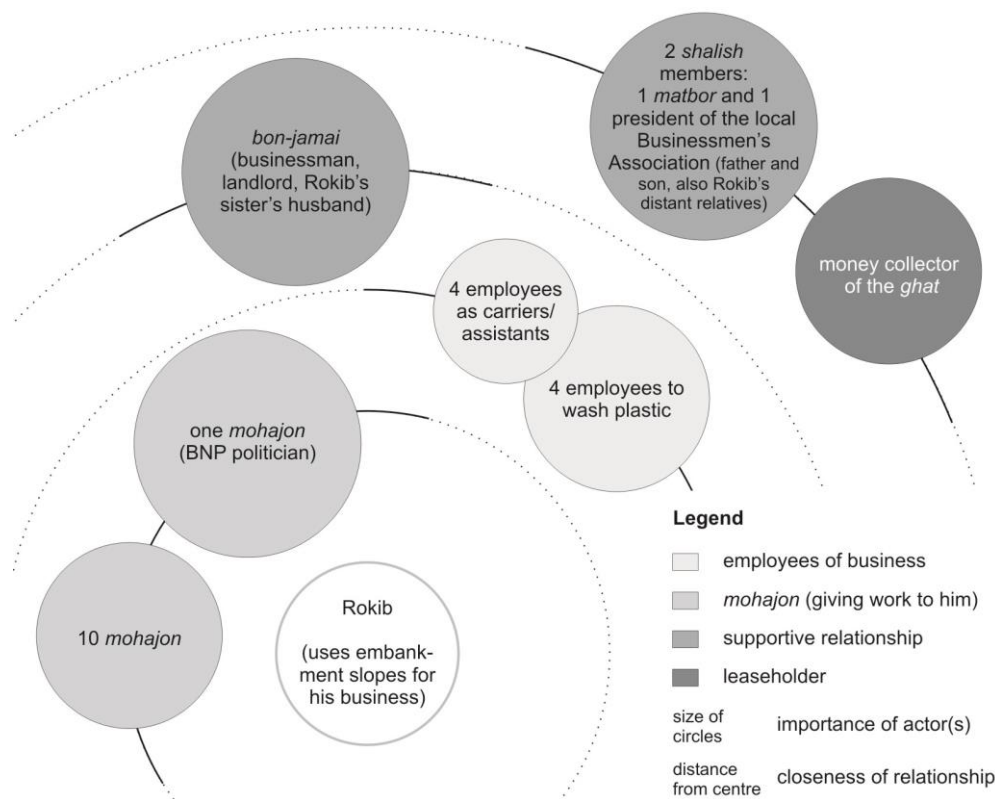 2 shalish
members:
1 matbor and 1
president of the local
Businessmen's
Association (father and
son, also Rokib's
distant relatives)
bon-jamai
(businessman,
landlord, Rokib's
sister's husband)
money collector
of the ghat
4 employees
as carriers/
assistants
4 employees to
wash plastic
one mohajon
(BNP politician)
10 mohajon
Rokib
(uses embank-
ment slopes for
his business)
Legend
employees of business
mohajon (giving work to him)
supportive relationship
leaseholder
size of
circles
importance of actor(s)
distance
from centre
closeness of relationship